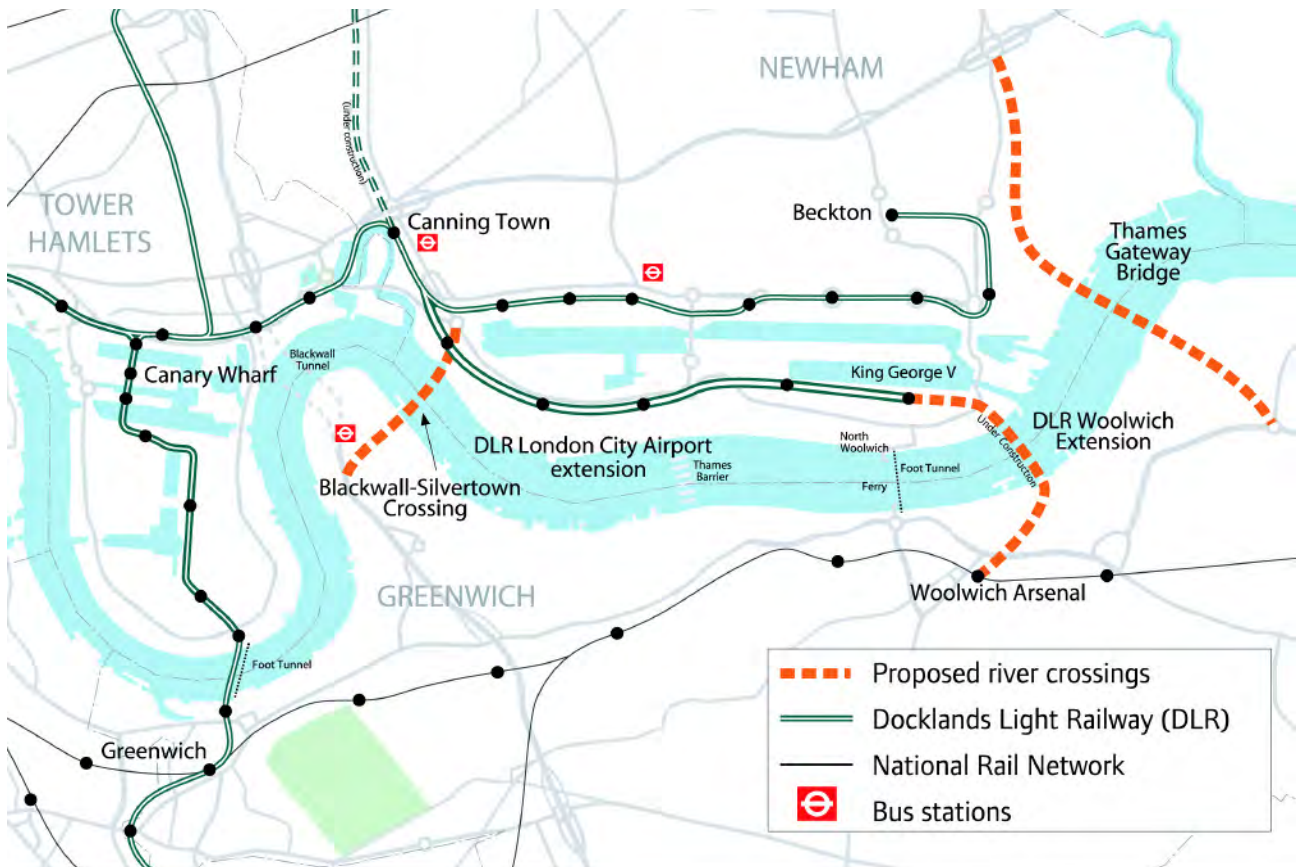 NEWHAM
(under construction)
TOWER
HAMLETS
Canning Town
Beckton
Thames
Gateway
Bridge
Blackwall
Tunnel
Canary Wharf
King George V
DLR London City Airport
extension
North
Woolwich
Foot Tunnel
Under Construction
DLR Woolwich
Extension
Thames
Barrier
Ferry
Blackwall-Silvertown
Crossing
GREENWICH
Woolwich Arsenal
Foot Tunnel
Greenwich
Proposed river crossings
Docklands Light Railway (DLR)
National Rail Network
Bus stations